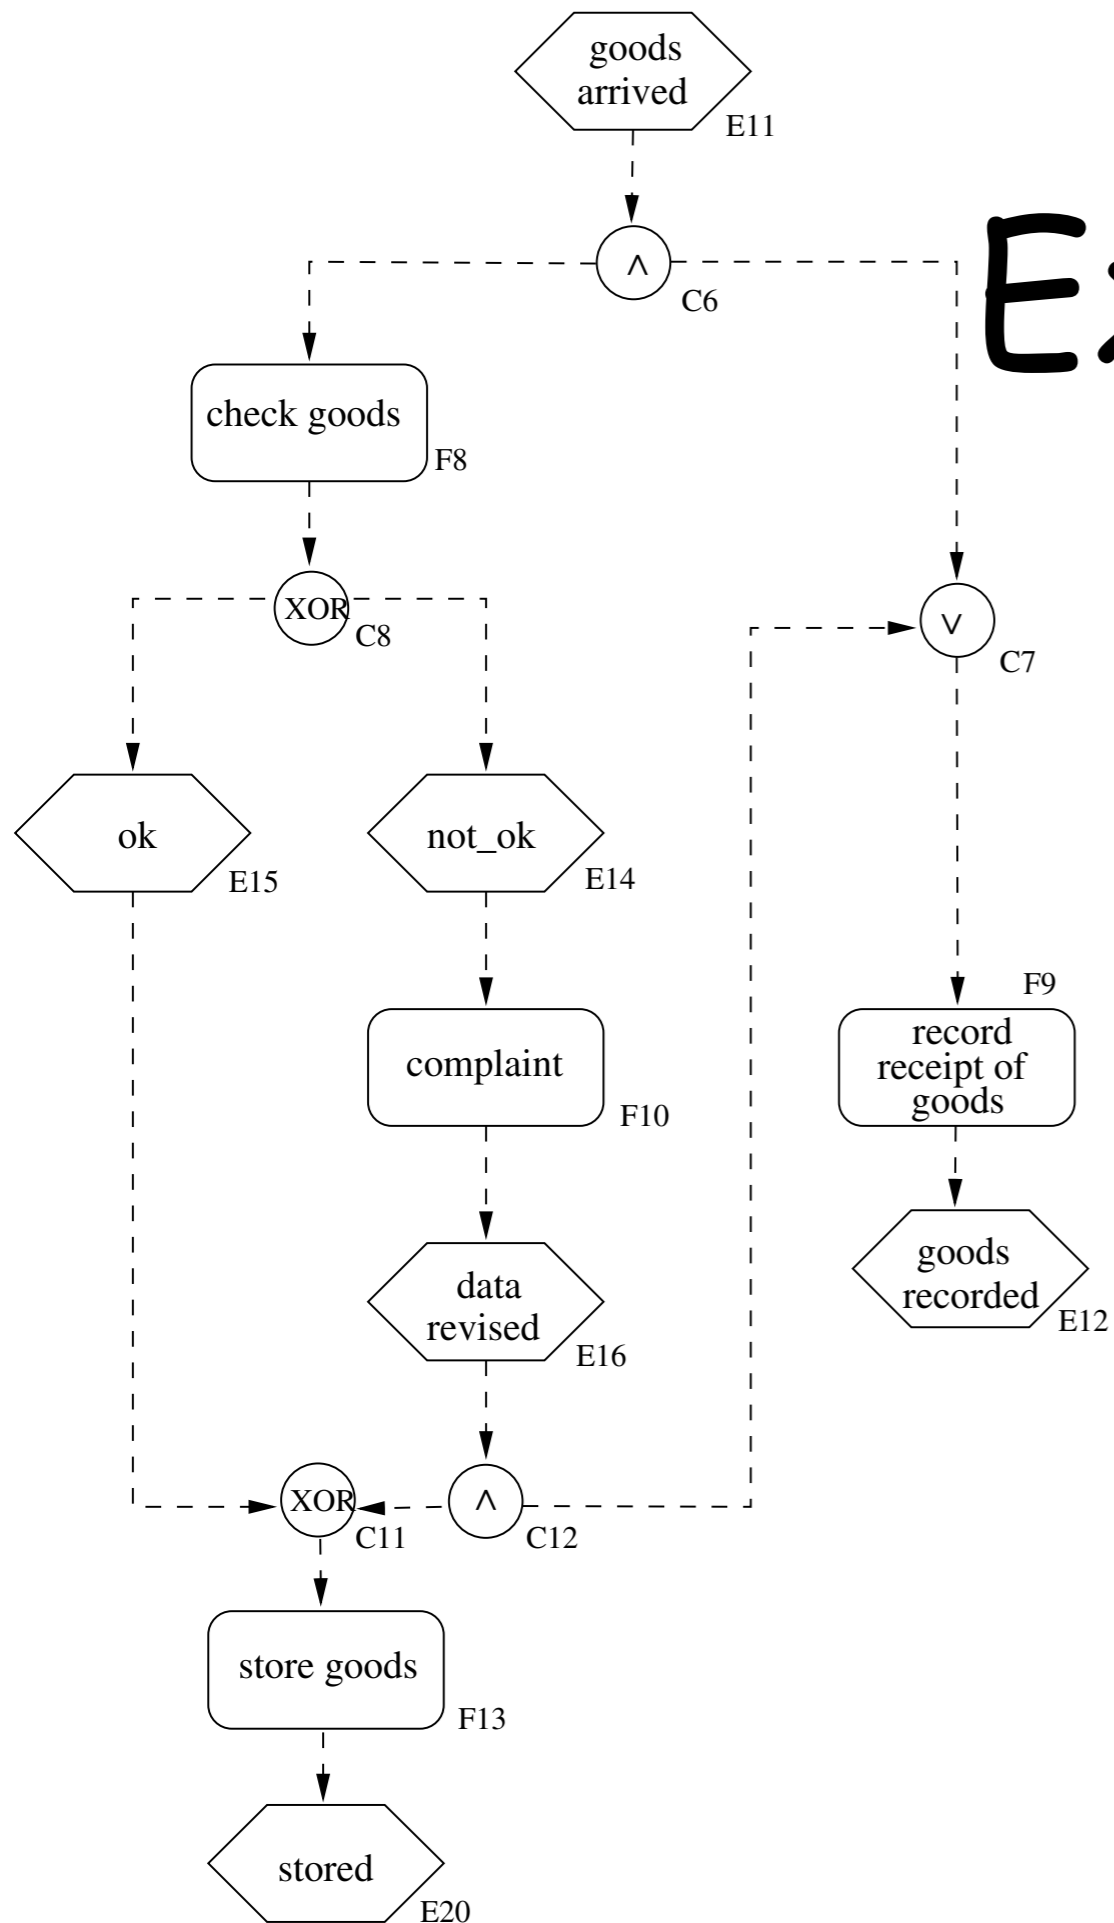 goods
arrived
E11
∧
C6
check goods
F8
XOR
C8
∨
C7
ok
E15
not_ok
E14
F9
record
receipt of
goods
complaint
F10
goods
recorded
E12
data
revised
E16
XOR
C11
∧
C12
store goods
F13
stored
E20